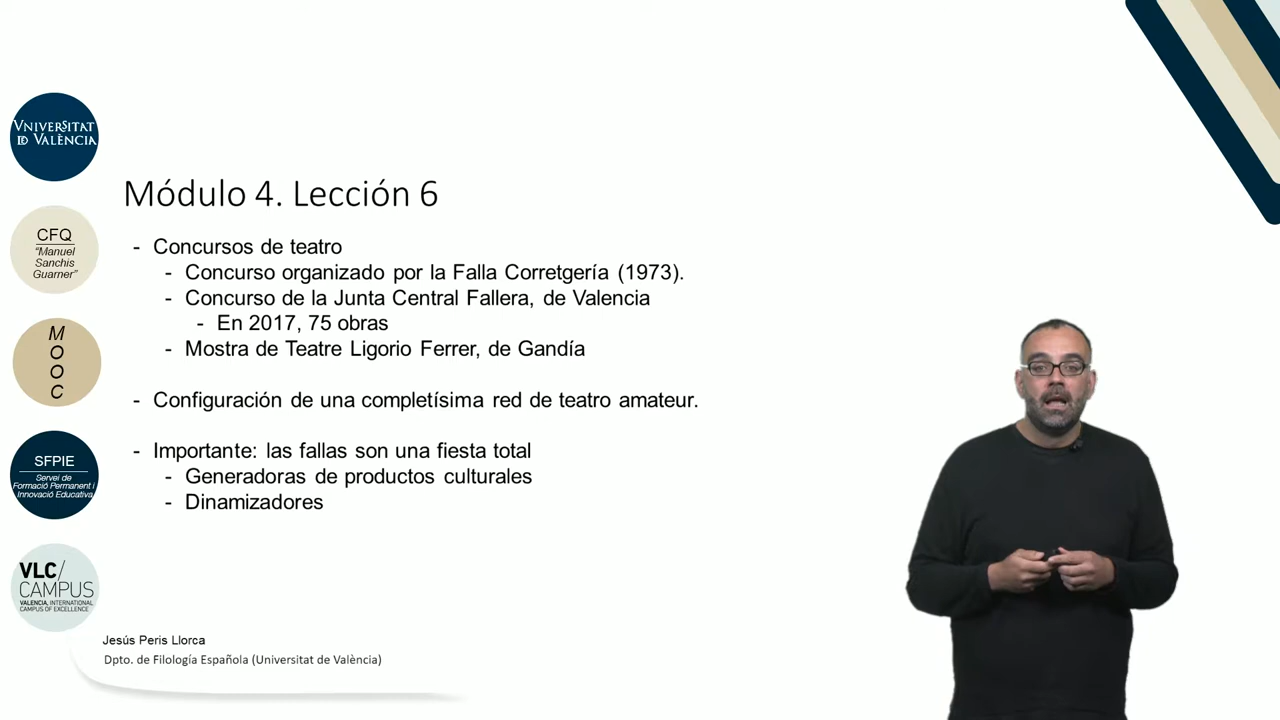 VNIVERSITAT
ID VALÈNCIA
CFQ
“Manuel
Sanchis
Guarner”
M
O
O
C
SFPIE
Servei de
Formació Permanent i
Innovació Educativa
VLC/
CAMPUS
VALENCIA, INTERNATIONAL
CAMPUS OF EXCELLENCE
Módulo 4. Lección 6
- Concursos de teatro
- Concurso organizado por la Falla Corretgería (1973).
- Concurso de la Junta Central Fallera, de Valencia
- En 2017, 75 obras
- Mostra de Teatre Ligorio Ferrer, de Gandía
- Configuración de una completísima red de teatro amateur.
- Importante: las fallas son una fiesta total
- Generadoras de productos culturales
- Dinamizadores
Jesús Peris Llorca
Dpto. de Filología Española (Universitat de València)